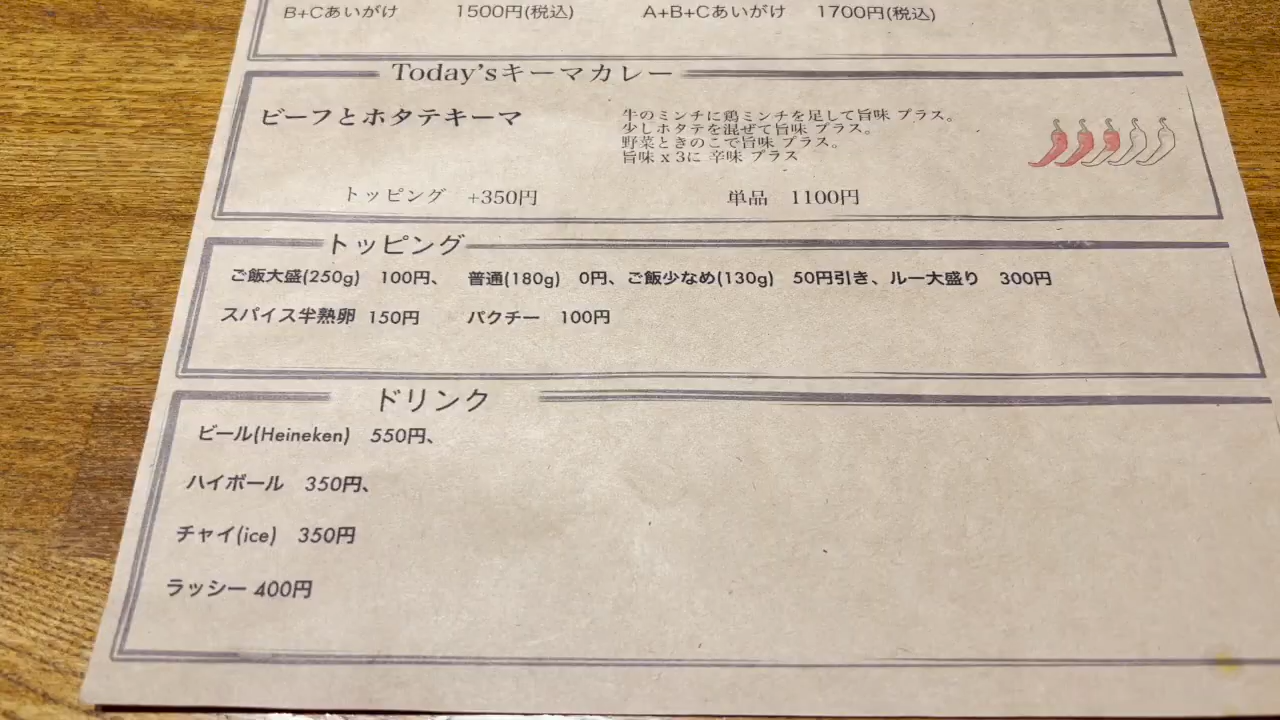 B+Cあいがけ 1500円(税込) A+B+Cあいがけ 1700円(税込)
Today'sキーマカレー
ビーフとホタテキーマ
牛のミンチに鶏ミンチを足して旨味 プラス。
少しホタテを混ぜて旨味 プラス。
野菜ときのこで旨味 プラス。
旨味 x 3に 辛味 プラス
トッピング +350円 単品 1100円
トッピング
ご飯大盛(250g) 100円、 普通(180g) 0円、ご飯少なめ(130g) 50円引き、ルー大盛り 300円
スパイス半熟卵 150円 パクチー 100円
ドリンク
ビール(Heineken) 550円、
ハイボール 350円、
チャイ(ice) 350円
ラッシー 400円